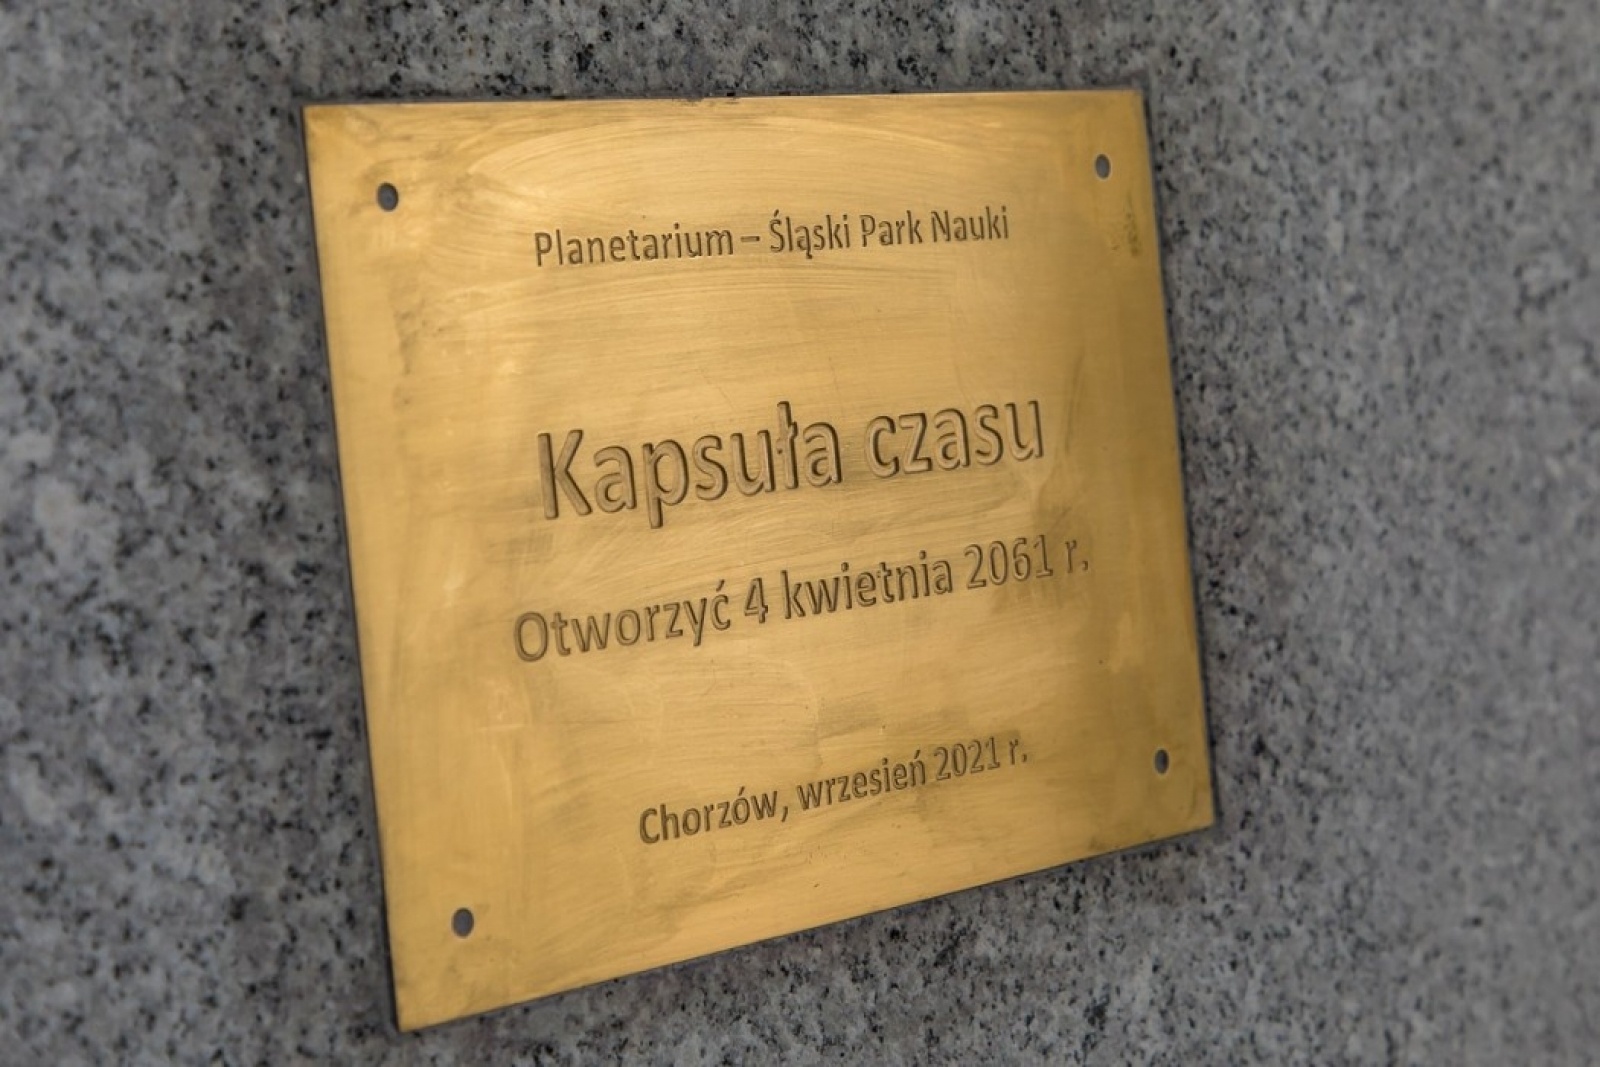 Planetarium – Śląski Park Nauki
Kapsuła czasu
Otworzyć 4 kwietnia 2061 r.
Chorzów, wrzesień 2021 r.